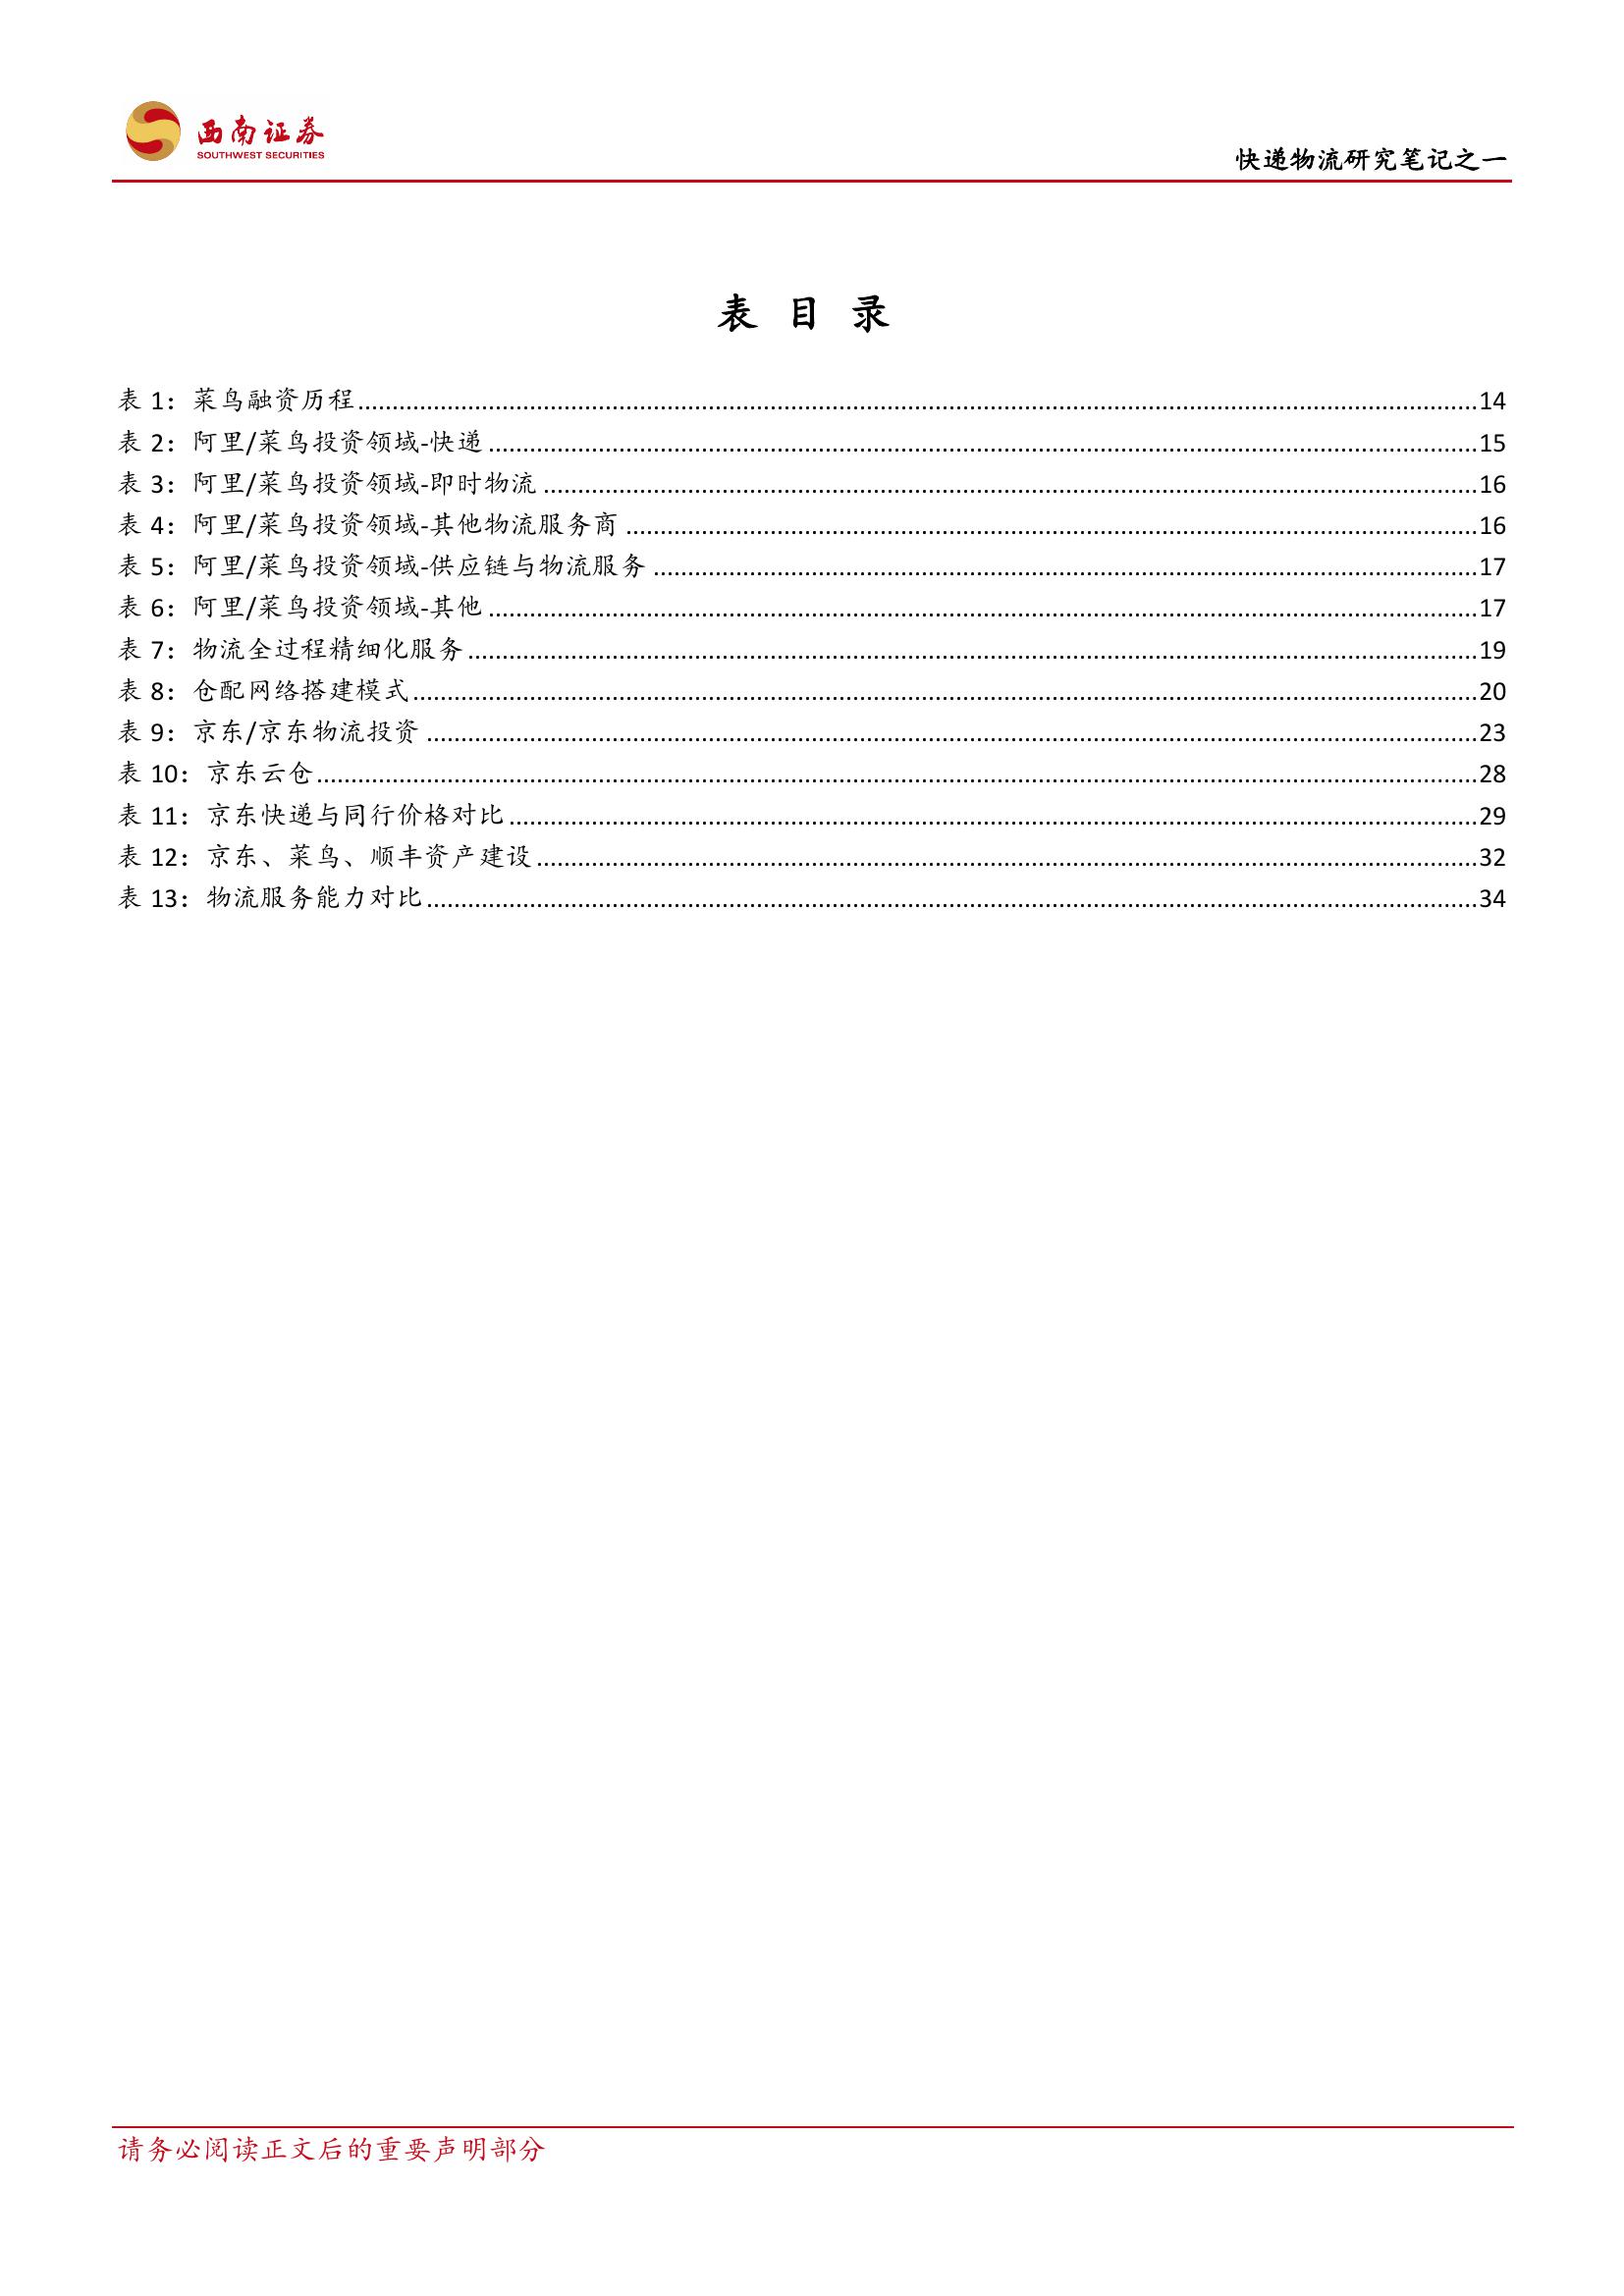 西南证券
SOUTHWEST SECURITIES
快递物流研究笔记之一
表 目 录
表 1：菜鸟融资历程........................................14
表 2：阿里/菜鸟投资领域-快递........................................15
表 3：阿里/菜鸟投资领域-即时物流........................................16
表 4：阿里/菜鸟投资领域-其他物流服务商........................................16
表 5：阿里/菜鸟投资领域-供应链与物流服务........................................17
表 6：阿里/菜鸟投资领域-其他........................................17
表 7：物流全过程精细化服务........................................19
表 8：仓配网络搭建模式........................................20
表 9：京东/京东物流投资........................................23
表 10：京东云仓........................................28
表 11：京东快递与同行价格对比........................................29
表 12：京东、菜鸟、顺丰资产建设........................................32
表 13：物流服务能力对比........................................34
请务必阅读正文后的重要声明部分